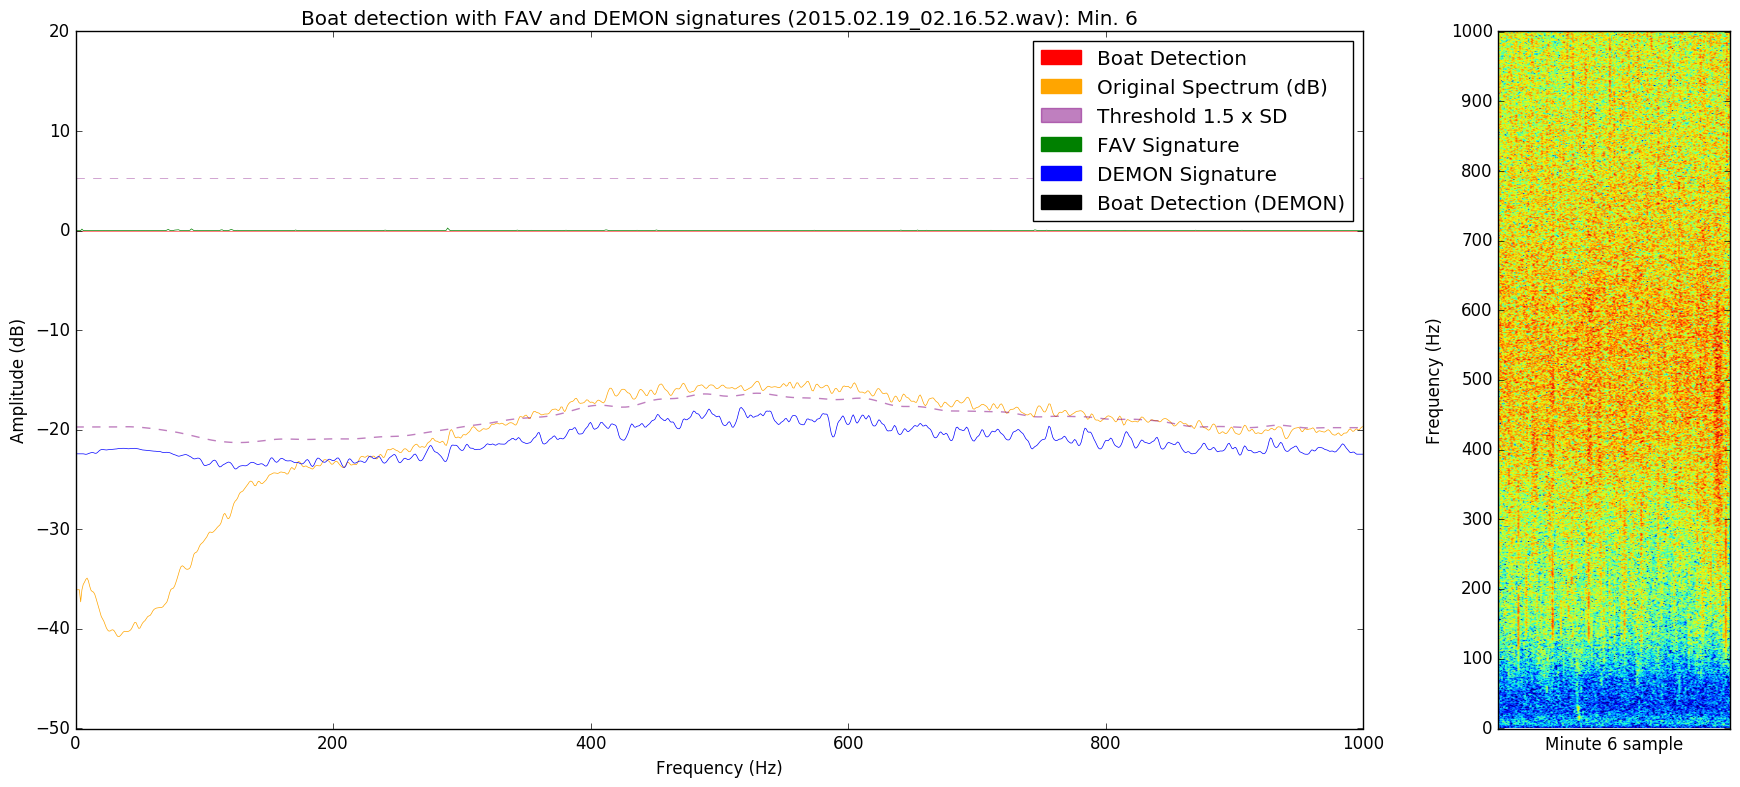 Boat detection with FAV and DEMON signatures (2015.02.19_02.16.52.wav): Min. 6
20
10
0
−10
−20
−30
−40
−50
Amplitude (dB)
0
200
400
600
800
1000
Frequency (Hz)
Boat Detection
Original Spectrum (dB)
Threshold 1.5 x SD
FAV Signature
DEMON Signature
Boat Detection (DEMON)
1000
900
800
700
600
500
400
300
200
100
0
Frequency (Hz)
Minute 6 sample